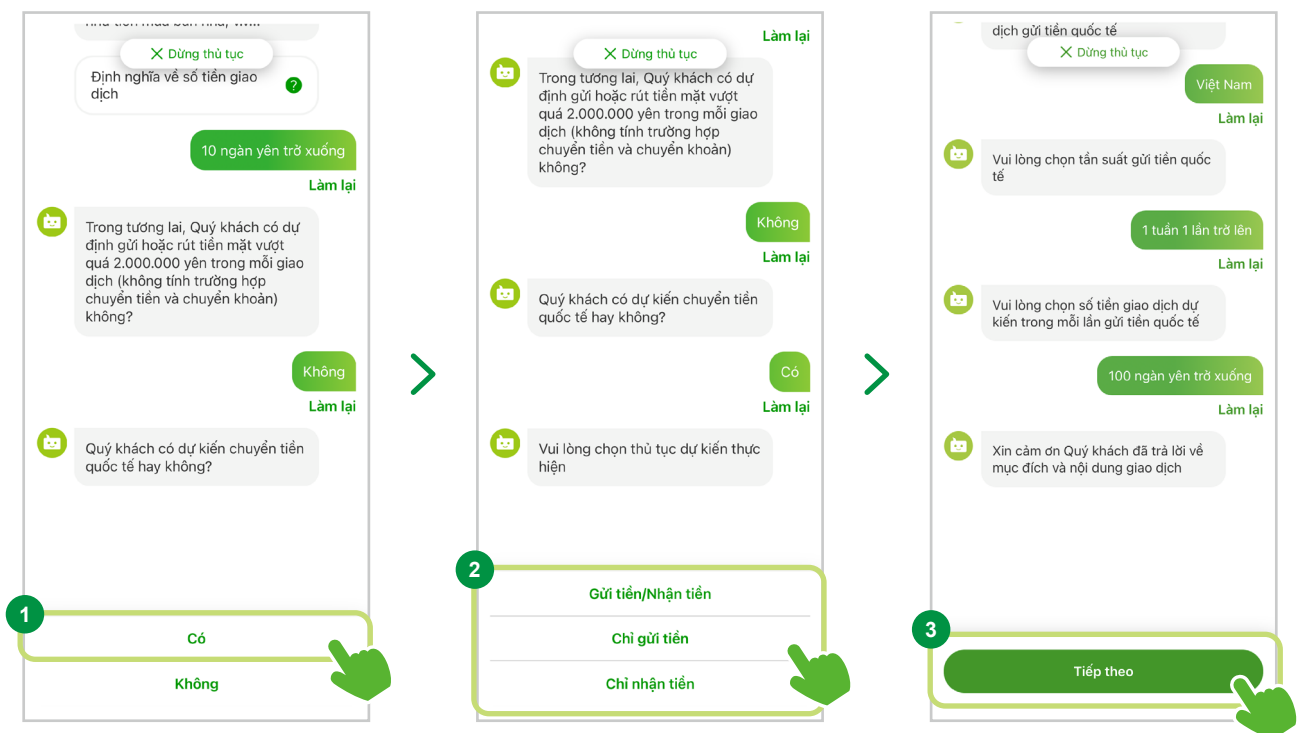 × Dừng thủ tục
Định nghĩa về số tiền giao
dịch
?
10 ngàn yên trở xuống
Làm lại
Trong tương lai, Quý khách có dự
định gửi hoặc rút tiền mặt vượt
quá 2.000.000 yên trong mỗi giao
dịch (không tính trường hợp
chuyển tiền và chuyển khoản)
không?
Không
Làm lại
Quý khách có dự kiến chuyển tiền
quốc tế hay không?
1
Có
Không
Làm lại
× Dừng thủ tục
Trong tương lai, Quý khách có dự
định gửi hoặc rút tiền mặt vượt
quá 2.000.000 yên trong mỗi giao
dịch (không tính trường hợp
chuyển tiền và chuyển khoản)
không?
Không
Làm lại
Quý khách có dự kiến chuyển tiền
quốc tế hay không?
Có
Làm lại
Vui lòng chọn thủ tục dự kiến thực
hiện
2
Gửi tiền/Nhận tiền
Chỉ gửi tiền
Chỉ nhận tiền
dịch gửi tiền quốc tế
× Dừng thủ tục
Việt Nam
Làm lại
Vui lòng chọn tần suất gửi tiền quốc
tế
1 tuần 1 lần trở lên
Làm lại
Vui lòng chọn số tiền giao dịch dự
kiến trong mỗi lần gửi tiền quốc tế
100 ngàn yên trở xuống
Làm lại
Xin cảm ơn Quý khách đã trả lời về
mục đích và nội dung giao dịch
3
Tiếp theo